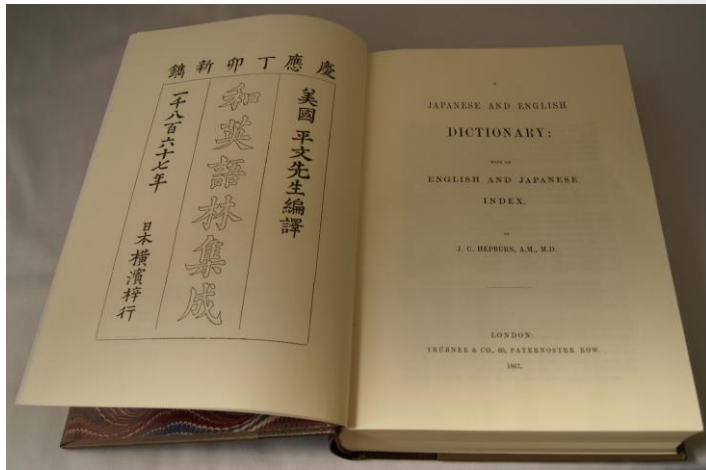 慶應丁卯新鐫
美國 平文先生編譯
和英語林集成
一千八百六十七年
日本橫濱梓行
JAPANESE AND ENGLISH
DICTIONARY:
WITH AN
ENGLISH AND JAPANESE
INDEX.
BY
J. C. HEPBURN, A.M., M.D.
LONDON:
TRÜBNER & CO., 60, PATERNOSTER ROW.
1867.